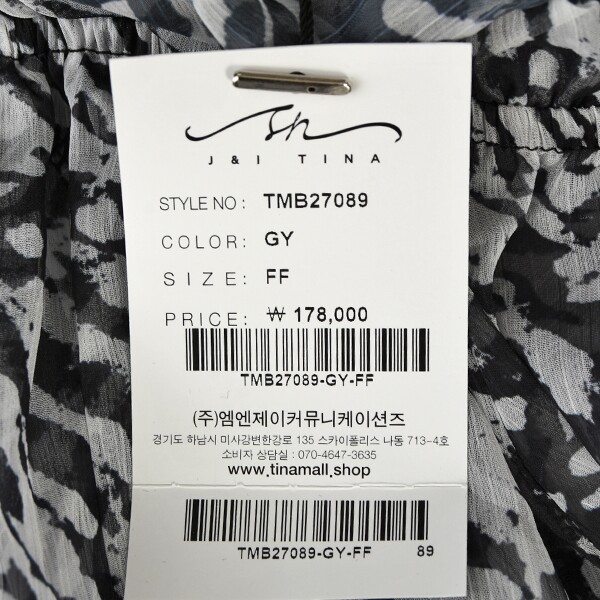 J & I TINA
STYLE NO : TMB27089
COLOR: GY
SIZE: FF
PRICE: ₩ 178,000
TMB27089-GY-FF
(주)엠엔제이커뮤니케이션즈
경기도 하남시 미사강변한강로 135 스카이폴리스 나동 713-4호
소비자 상담실 : 070-4647-3635
www.tinamall.shop
TMB27089-GY-FF 89